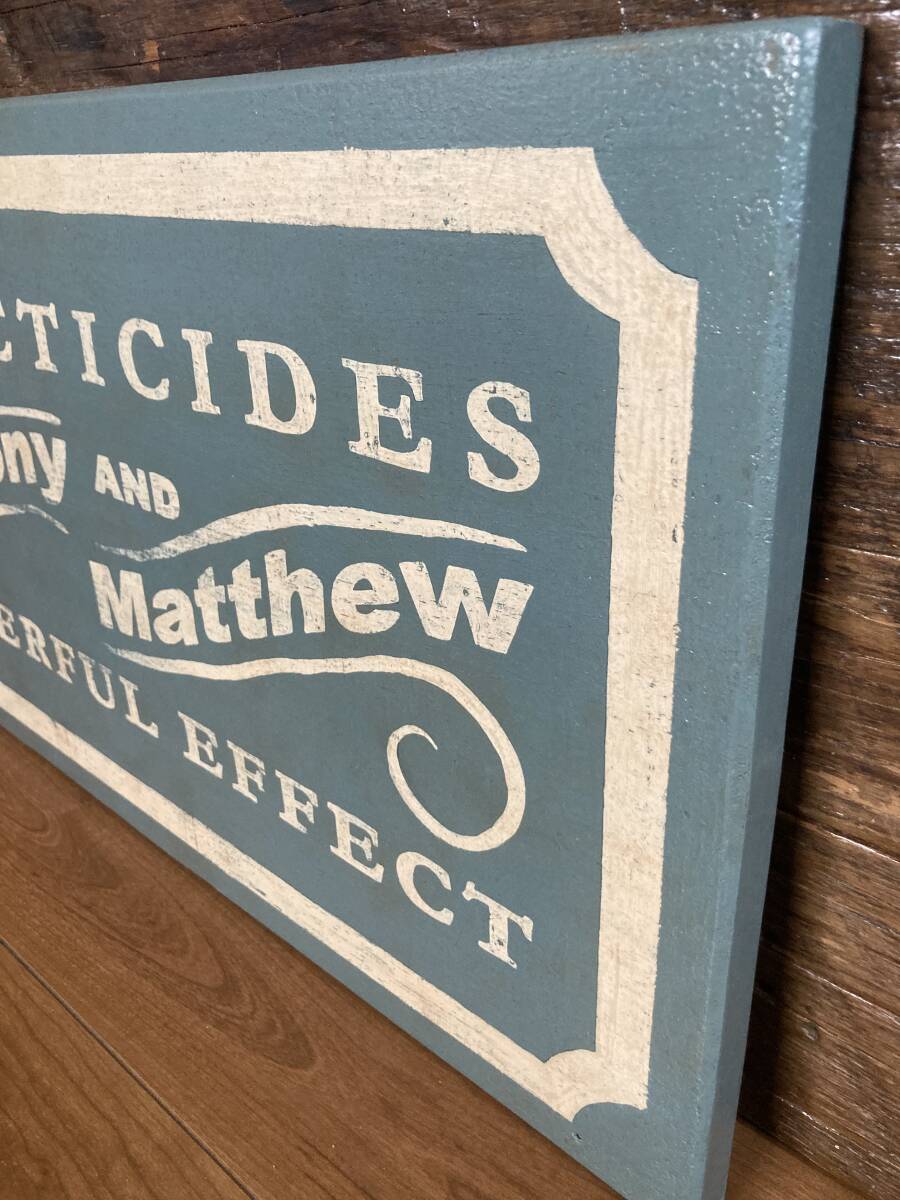 CTICIDES
ony AND
Matthew
ERFUL EFFECT